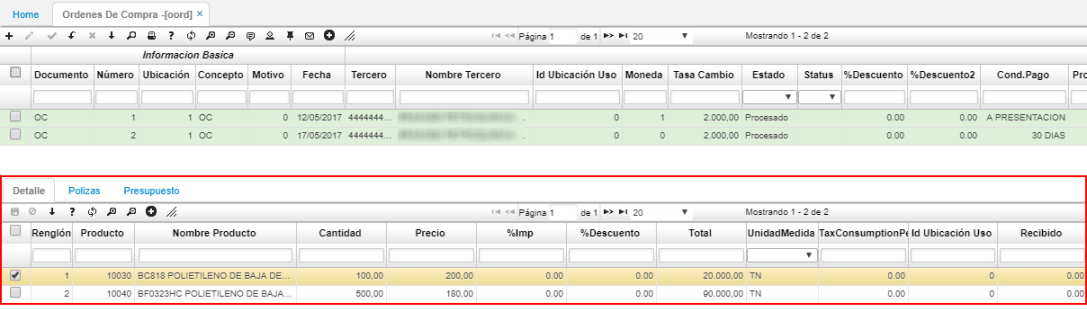 Home Ordenes De Compra -[oord] ×
Página 1 de 1 20 Mostrando 1 - 2 de 2
Informacion Basica
Documento Número Ubicación Concepto Motivo Fecha Tercero Nombre Tercero Id Ubicación Uso Moneda Tasa Cambio Estado Status %Descuento %Descuento2 Cond.Pago Pro
OC 1 1 OC 0 12/05/2017 4444444... . 0 1 2.000,00 Procesado 0.00 0.00 A PRESENTACION
OC 2 1 OC 0 17/05/2017 4444444... . 0 0 2.000,00 Procesado 0.00 0.00 30 DIAS
Detalle Polizas Presupuesto
Página 1 de 1 20 Mostrando 1 - 2 de 2
Renglón Producto Nombre Producto Cantidad Precio %Imp %Descuento Total UnidadMedida TaxConsumptionPe Id Ubicación Uso Recibido
1 10030 BC818 POLIETILENO DE BAJA DE... 100,00 200,00 0.00 0.00 20.000,00 TN 0.00 0 0.00
2 10040 BF0323HC POLIETILENO DE BAJA... 500,00 180,00 0.00 0.00 90.000,00 TN 0.00 0 0.00